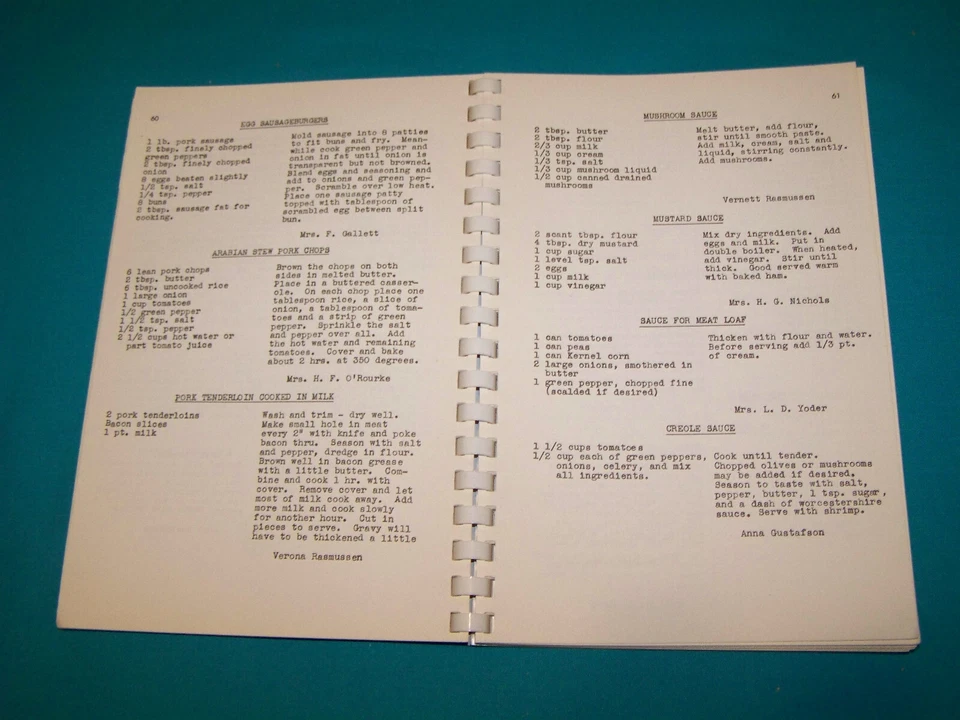 60
EGG SAUSAGEBURGERS
1 lb. pork sausage
2 tbsp. finely chopped
green peppers
2 tbsp. finely chopped
onion
8 eggs beaten slightly
1/2 tsp. salt
1/4 tsp. pepper
8 buns
2 tbsp. sausage fat for
cooking.
Mold sausage into 8 patties
to fit buns and fry. Mean-
while cook green pepper and
onion in fat until onion is
transparent but not browned.
Blend eggs and seasoning and
add to onions and green pep-
per. Scramble over low heat.
Place one sausage patty
topped with tablespoon of
scrambled egg between split
bun.
Mrs. F. Gallett
ARABIAN STEW PORK CHOPS
6 lean pork chops
2 tbsp. butter
6 tbsp. uncooked rice
1 large onion
1 cup tomatoes
1/2 green pepper
1 1/2 tsp. salt
1/2 tsp. pepper
2 1/2 cups hot water or
part tomato juice
Brown the chops on both
sides in melted butter.
Place in a buttered casser-
ole. On each chop place one
tablespoon rice, a slice of
onion, a tablespoon of toma-
toes and a strip of green
pepper. Sprinkle the salt
and pepper over all. Add
the hot water and remaining
tomatoes. Cover and bake
about 2 hrs. at 350 degrees.
Mrs. H. F. O'Rourke
PORK TENDERLOIN COOKED IN MILK
2 pork tenderloins
Bacon slices
1 pt. milk
Wash and trim - dry well.
Make small hole in meat
every 2" with knife and poke
bacon thru. Season with salt
and pepper, dredge in flour.
Brown well in bacon grease
with a little butter. Com-
bine and cook 1 hr. with
cover. Remove cover and let
most of milk cook away. Add
more milk and cook slowly
for another hour. Cut in
pieces to serve. Gravy will
have to be thickened a little
Verona Rasmussen
61
MUSHROOM SAUCE
2 tbsp. butter
2 tbsp. flour
2/3 cup milk
1/3 cup cream
1/3 tsp. salt
1/3 cup mushroom liquid
1/2 cup canned drained
mushrooms
Melt butter, add flour,
stir until smooth paste.
Add milk, cream, salt and
liquid, stirring constantly.
Add mushrooms.
Vernett Rasmussen
MUSTARD SAUCE
2 scant tbsp. flour
4 tbsp. dry mustard
1 cup sugar
1 level tsp. salt
2 eggs
1 cup milk
1 cup vinegar
Mix dry ingredients. Add
eggs and milk. Put in
double boiler. When heated,
add vinegar. Stir until
thick. Good served warm
with baked ham.
Mrs. H. G. Nichols
SAUCE FOR MEAT LOAF
1 can tomatoes
1 can peas
1 can Kernel corn
2 large onions, smothered in
butter
1 green pepper, chopped fine
(scalded if desired)
Thicken with flour and water.
Before serving add 1/3 pt.
of cream.
Mrs. L. D. Yoder
CREOLE SAUCE
1 1/2 cups tomatoes
1/2 cup each of green peppers,
onions, celery, and mix
all ingredients.
Cook until tender.
Chopped olives or mushrooms
may be added if desired.
Season to taste with salt,
pepper, butter, 1 tsp. sugar,
and a dash of worcestershire
sauce. Serve with shrimp.
Anna Gustafson